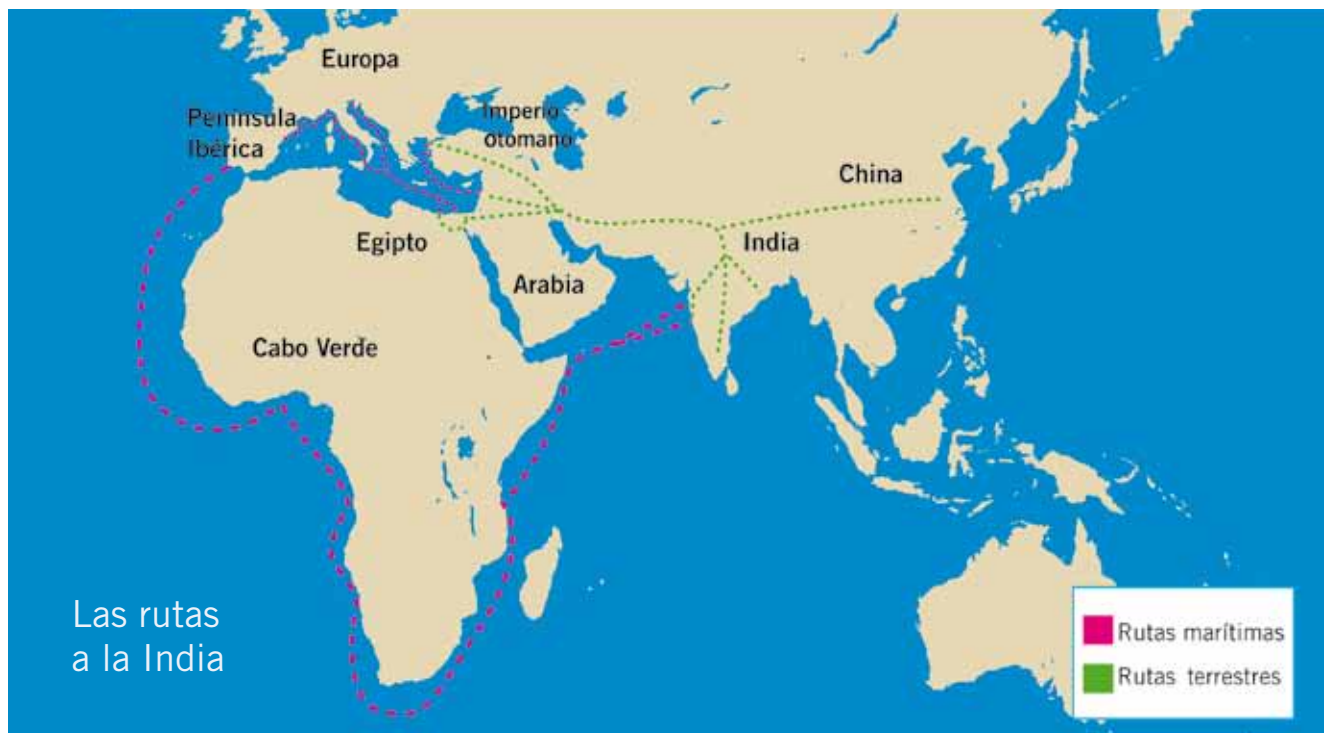 Europa
Península
Ibérica
Imperio
otomano
China
Egipto
India
Arabia
Cabo Verde
Las rutas
a la India
Rutas marítimas
Rutas terrestres